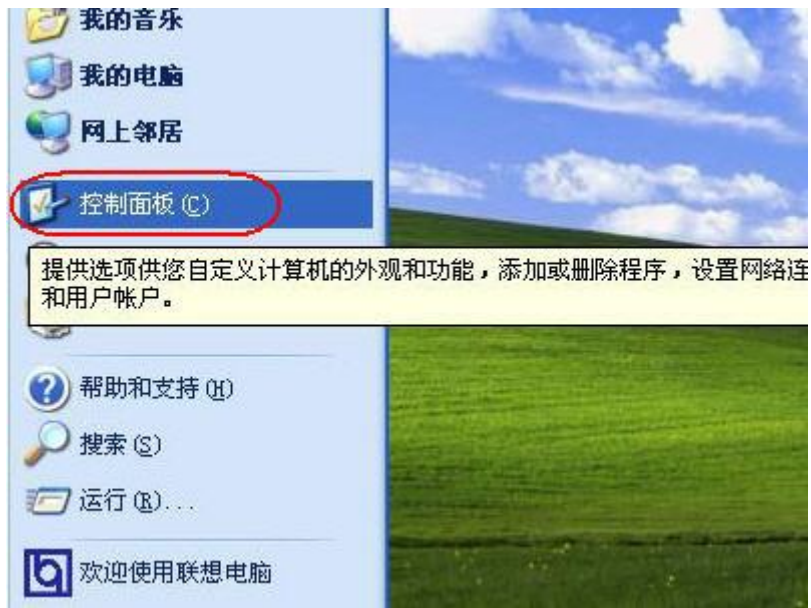 我的音乐
我的电脑
网上邻居
控制面板(C)
提供选项供您自定义计算机的外观和功能，添加或删除程序，设置网络连
和用户帐户。
帮助和支持(H)
搜索(S)
运行(R)...
欢迎使用联想电脑